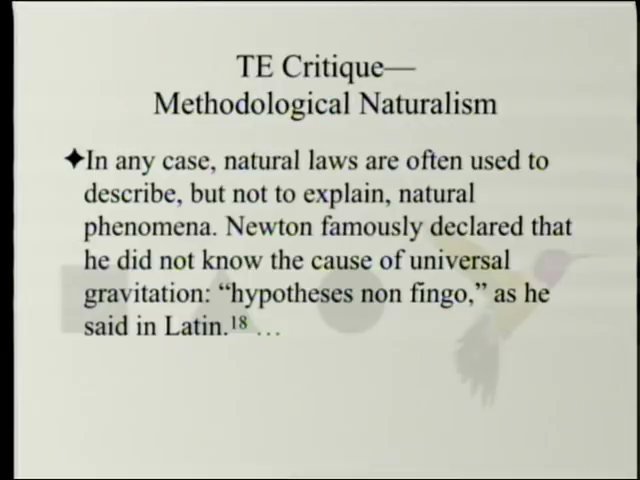 TE Critique—
Methodological Naturalism
✦In any case, natural laws are often used to
describe, but not to explain, natural
phenomena. Newton famously declared that
he did not know the cause of universal
gravitation: “hypotheses non fingo,” as he
said in Latin.18 …